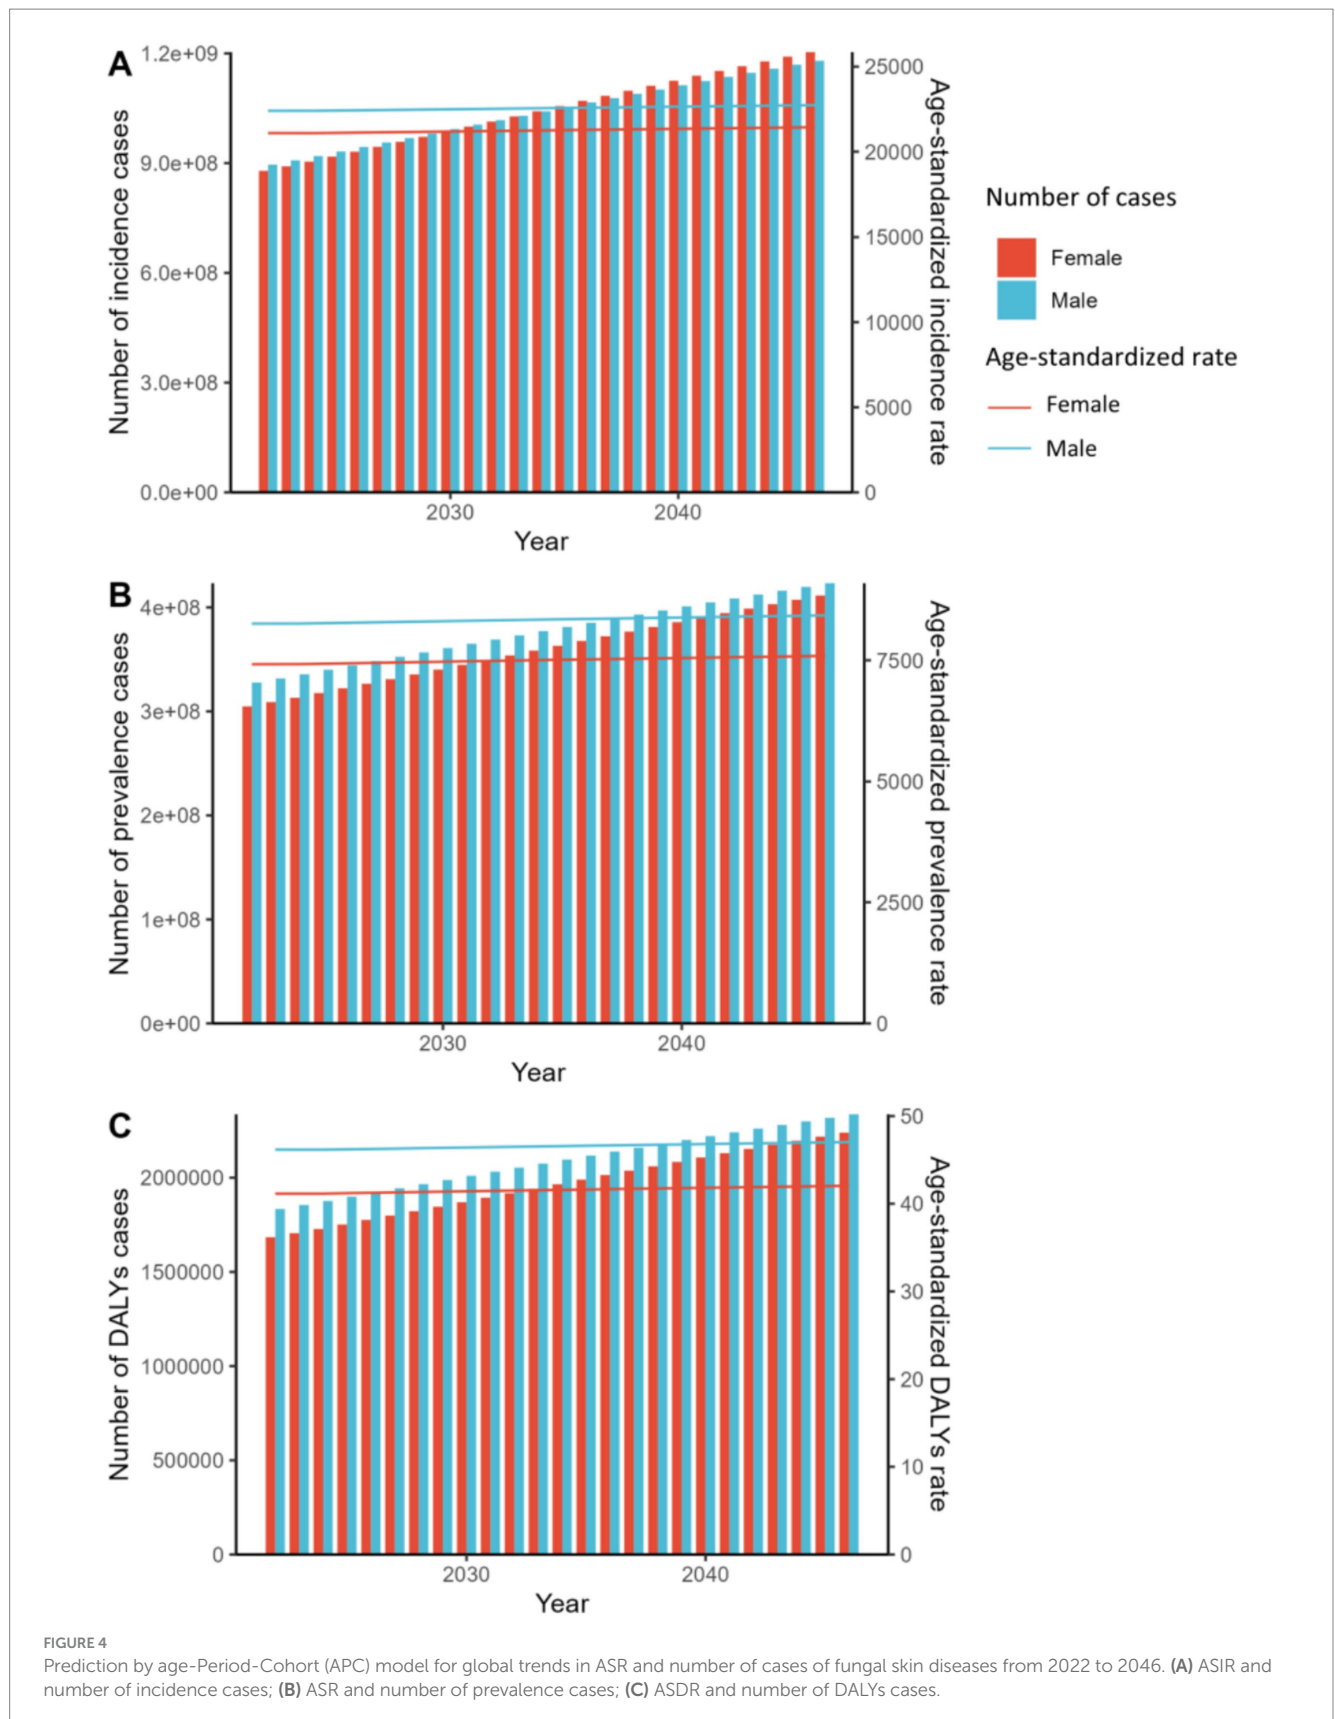 A
1.2e+09
9.0e+08
6.0e+08
3.0e+08
0.0e+00
Number of incidence cases
25000
20000
15000
10000
5000
0
Age-standardized incidence rate
2030
2040
Year
Number of cases
Female
Male
Age-standardized rate
Female
Male
B
4e+08
3e+08
2e+08
1e+08
0e+00
Number of prevalence cases
7500
5000
2500
0
Age-standardized prevalence rate
2030
2040
Year
C
2000000
1500000
1000000
500000
0
Number of DALYs cases
50
40
30
20
10
0
Age-standardized DALYs rate
2030
2040
Year
FIGURE 4
Prediction by age-Period-Cohort (APC) model for global trends in ASR and number of cases of fungal skin diseases from 2022 to 2046. (A) ASIR and
number of incidence cases; (B) ASR and number of prevalence cases; (C) ASDR and number of DALYs cases.